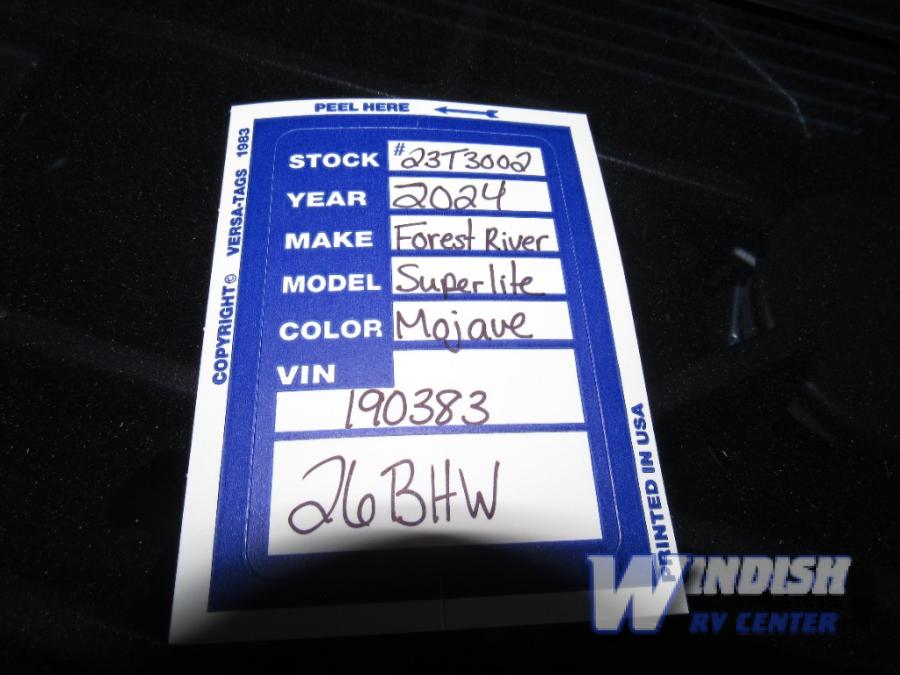 PEEL HERE
COPYRIGHT © VERSA-TAGS 1983
STOCK #23T3002
YEAR 2024
MAKE Forest River
MODEL Superlite
COLOR Mojave
VIN
190383
26BHW
PRINTED IN USA
WINDISH
RV CENTER